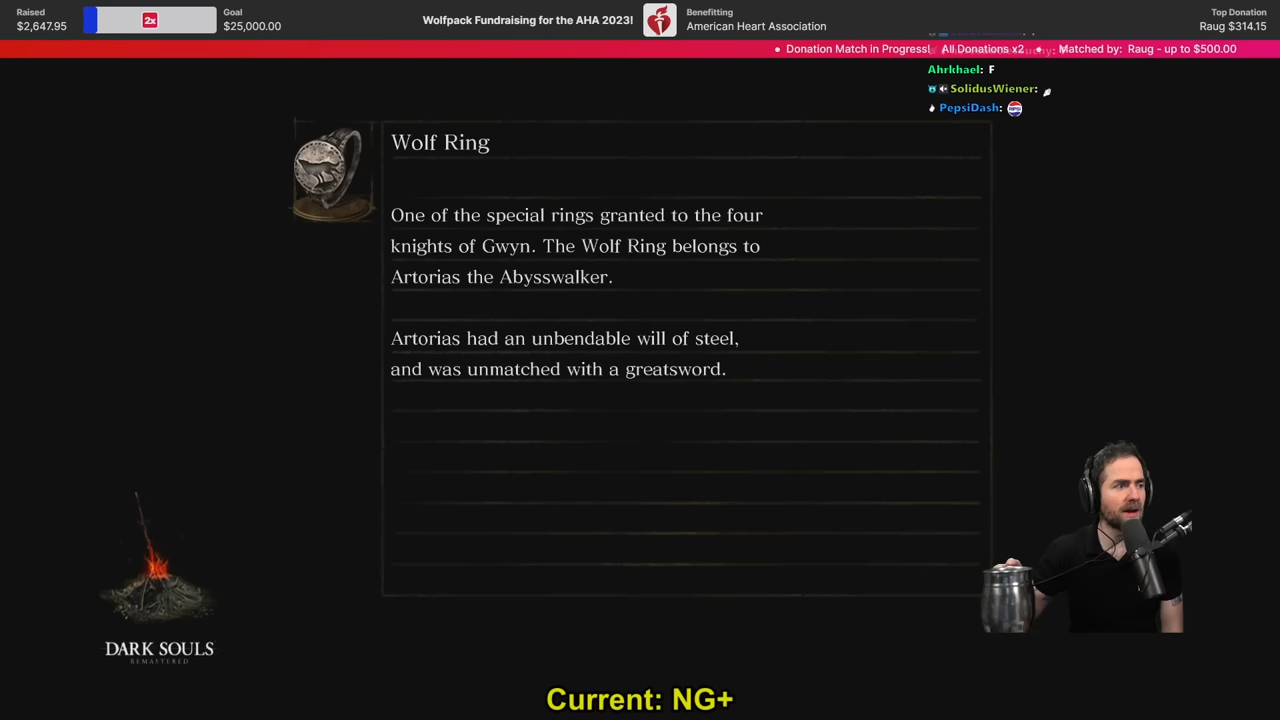 Raised
$2,647.95
2x
Goal
$25,000.00
Wolfpack Fundraising for the AHA 2023!
Benefitting
American Heart Association
Top Donation
Raug $314.15
• Donation Match in Progress! All Donations x2 • Matched by: Raug - up to $500.00
Ahrkhael: F
SolidusWiener:
PepsiDash:
Wolf Ring
One of the special rings granted to the four
knights of Gwyn. The Wolf Ring belongs to
Artorias the Abysswalker.
Artorias had an unbendable will of steel,
and was unmatched with a greatsword.
DARK SOULS
REMASTERED
Current: NG+